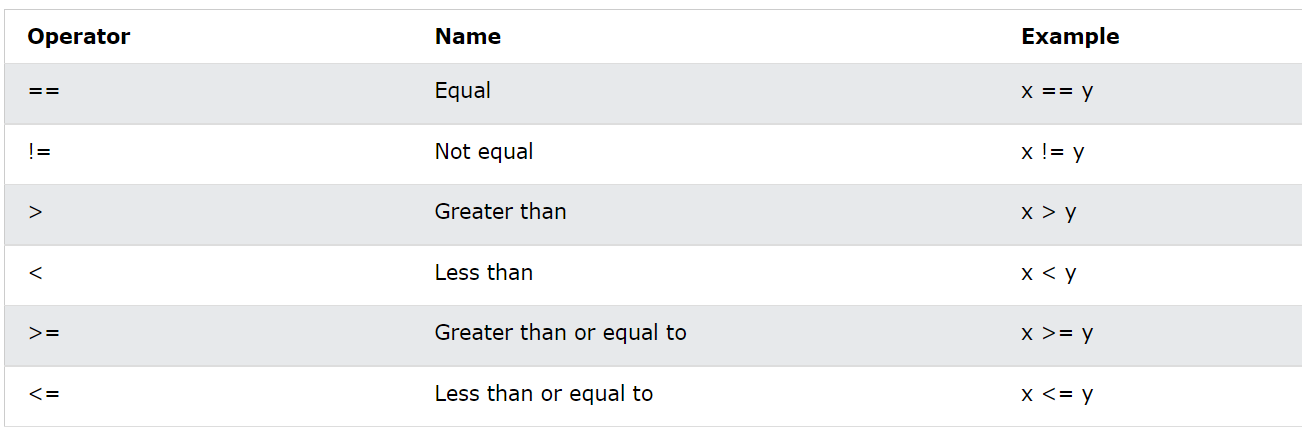 Operator Name Example
== Equal x == y
!= Not equal x != y
> Greater than x > y
< Less than x < y
>= Greater than or equal to x >= y
<= Less than or equal to x <= y